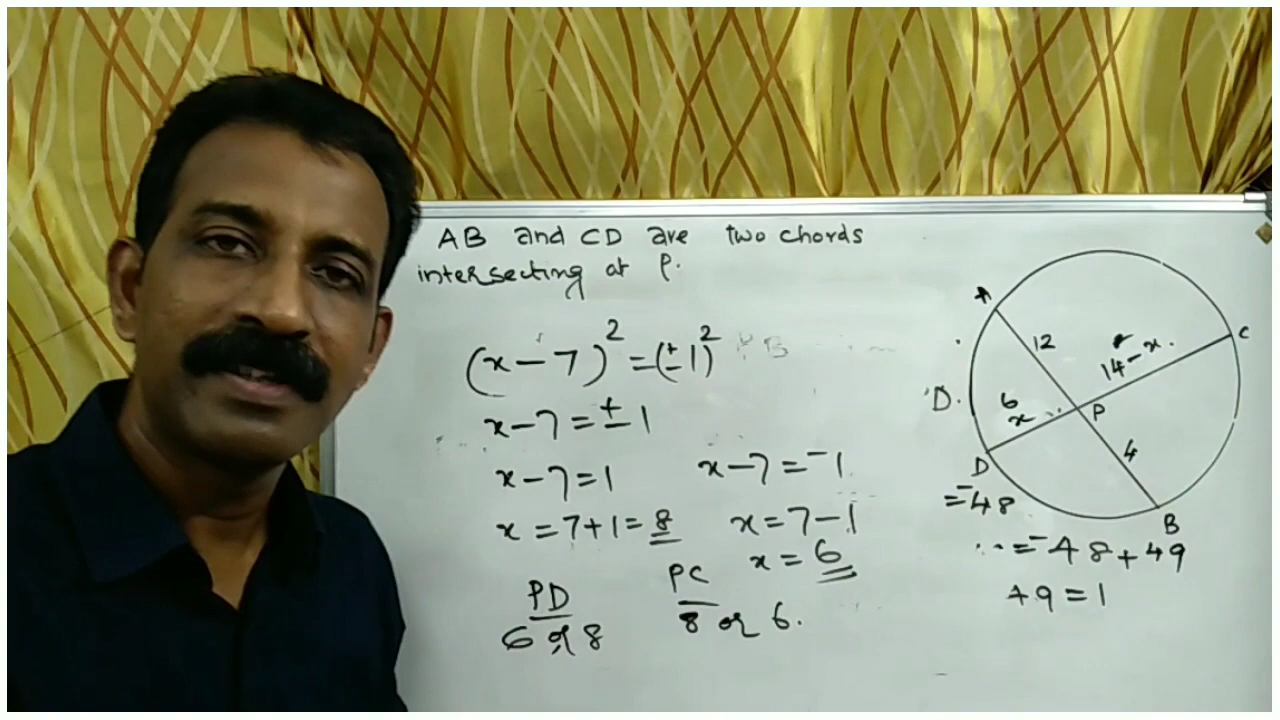 AB and CD are two chords
intersecting at P.
(x-7)² = (±1)²
PB
x-7 = ±1
x-7 = 1
x-7 = -1
x = 7+1 = 8
x = 7-1
x = 6
PD
6 or 8
PC
8 or 6.
A
12
14-x.
C
D.
6
x
P
4
D
B
= -48
= -48+49
49 = 1